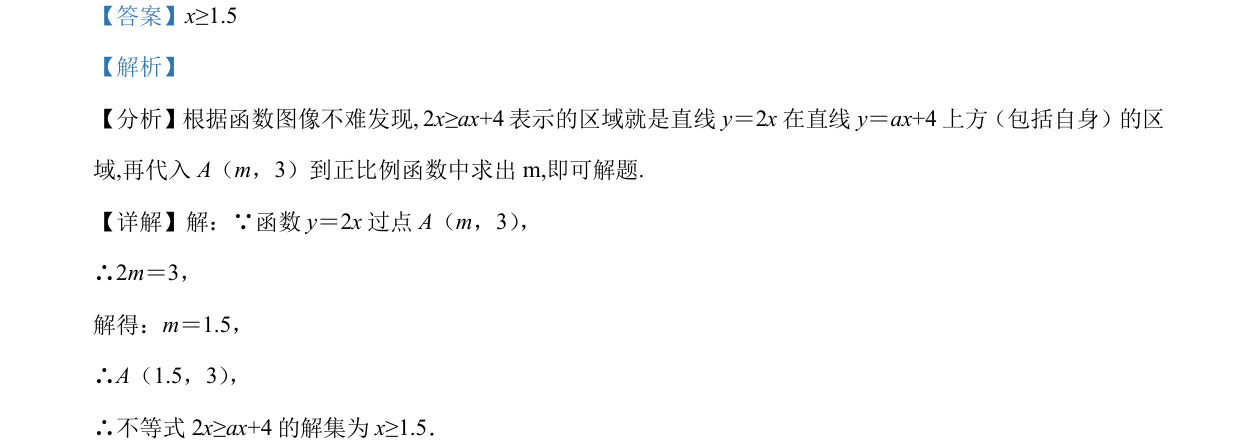 【答案】x≥1.5
【解析】
【分析】根据函数图像不难发现, 2x≥ax+4 表示的区域就是直线 y＝2x 在直线 y＝ax+4 上方（包括自身）的区
域,再代入 A（m，3）到正比例函数中求出 m,即可解题.
【详解】解：∵函数 y＝2x 过点 A（m，3），
∴2m＝3，
解得：m＝1.5，
∴A（1.5，3），
∴不等式 2x≥ax+4 的解集为 x≥1.5．